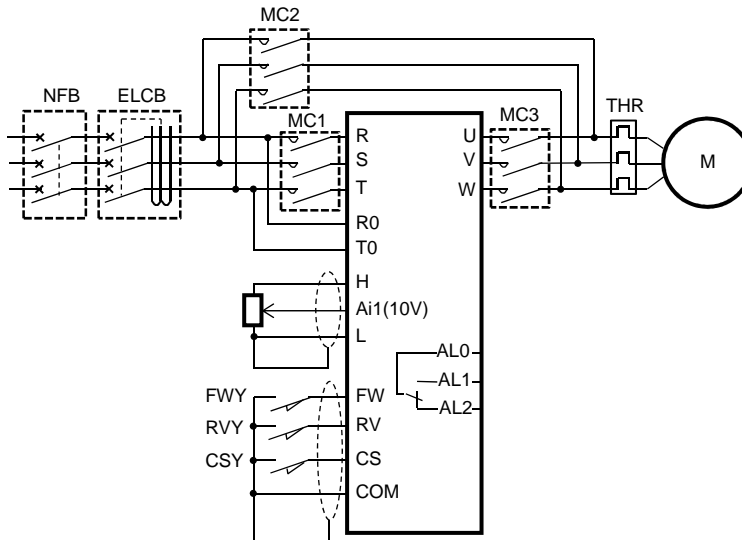 MC2
NFB
ELCB
MC1
MC3
THR
R
S
T
R0
T0
U
V
W
M
H
Ai1(10V)
L
AL0
AL1
AL2
FWY
FW
RVY
RV
CSY
CS
COM